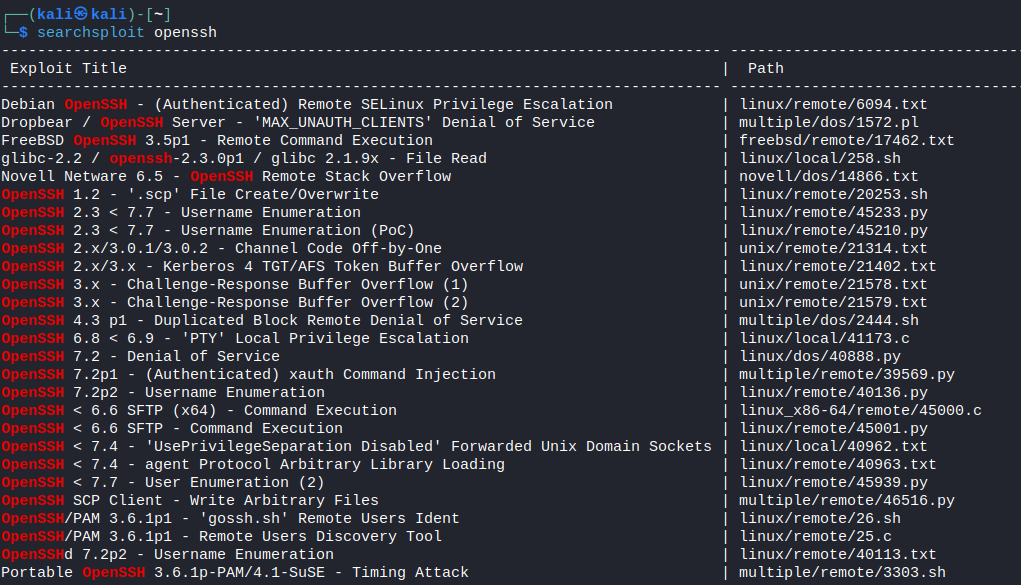 ┌──(kali㉿kali)-[~]
└─$ searchsploit openssh
-------------------------------------------------------------------------------- --------------------------------
Exploit Title | Path
-------------------------------------------------------------------------------- --------------------------------
Debian OpenSSH - (Authenticated) Remote SELinux Privilege Escalation | linux/remote/6094.txt
Dropbear / OpenSSH Server - 'MAX_UNAUTH_CLIENTS' Denial of Service | multiple/dos/1572.pl
FreeBSD OpenSSH 3.5p1 - Remote Command Execution | freebsd/remote/17462.txt
glibc-2.2 / openssh-2.3.0p1 / glibc 2.1.9x - File Read | linux/local/258.sh
Novell Netware 6.5 - OpenSSH Remote Stack Overflow | novell/dos/14866.txt
OpenSSH 1.2 - '.scp' File Create/Overwrite | linux/remote/20253.sh
OpenSSH 2.3 < 7.7 - Username Enumeration | linux/remote/45233.py
OpenSSH 2.3 < 7.7 - Username Enumeration (PoC) | linux/remote/45210.py
OpenSSH 2.x/3.0.1/3.0.2 - Channel Code Off-by-One | unix/remote/21314.txt
OpenSSH 2.x/3.x - Kerberos 4 TGT/AFS Token Buffer Overflow | linux/remote/21402.txt
OpenSSH 3.x - Challenge-Response Buffer Overflow (1) | unix/remote/21578.txt
OpenSSH 3.x - Challenge-Response Buffer Overflow (2) | unix/remote/21579.txt
OpenSSH 4.3 p1 - Duplicated Block Remote Denial of Service | multiple/dos/2444.sh
OpenSSH 6.8 < 6.9 - 'PTY' Local Privilege Escalation | linux/local/41173.c
OpenSSH 7.2 - Denial of Service | linux/dos/40888.py
OpenSSH 7.2p1 - (Authenticated) xauth Command Injection | multiple/remote/39569.py
OpenSSH 7.2p2 - Username Enumeration | linux/remote/40136.py
OpenSSH < 6.6 SFTP (x64) - Command Execution | linux_x86-64/remote/45000.c
OpenSSH < 6.6 SFTP - Command Execution | linux/remote/45001.py
OpenSSH < 7.4 - 'UsePrivilegeSeparation Disabled' Forwarded Unix Domain Sockets | linux/local/40962.txt
OpenSSH < 7.4 - agent Protocol Arbitrary Library Loading | linux/remote/40963.txt
OpenSSH < 7.7 - User Enumeration (2) | linux/remote/45939.py
OpenSSH SCP Client - Write Arbitrary Files | multiple/remote/46516.py
OpenSSH/PAM 3.6.1p1 - 'gossh.sh' Remote Users Ident | linux/remote/26.sh
OpenSSH/PAM 3.6.1p1 - Remote Users Discovery Tool | linux/remote/25.c
OpenSSHd 7.2p2 - Username Enumeration | linux/remote/40113.txt
Portable OpenSSH 3.6.1p-PAM/4.1-SuSE - Timing Attack | multiple/remote/3303.sh